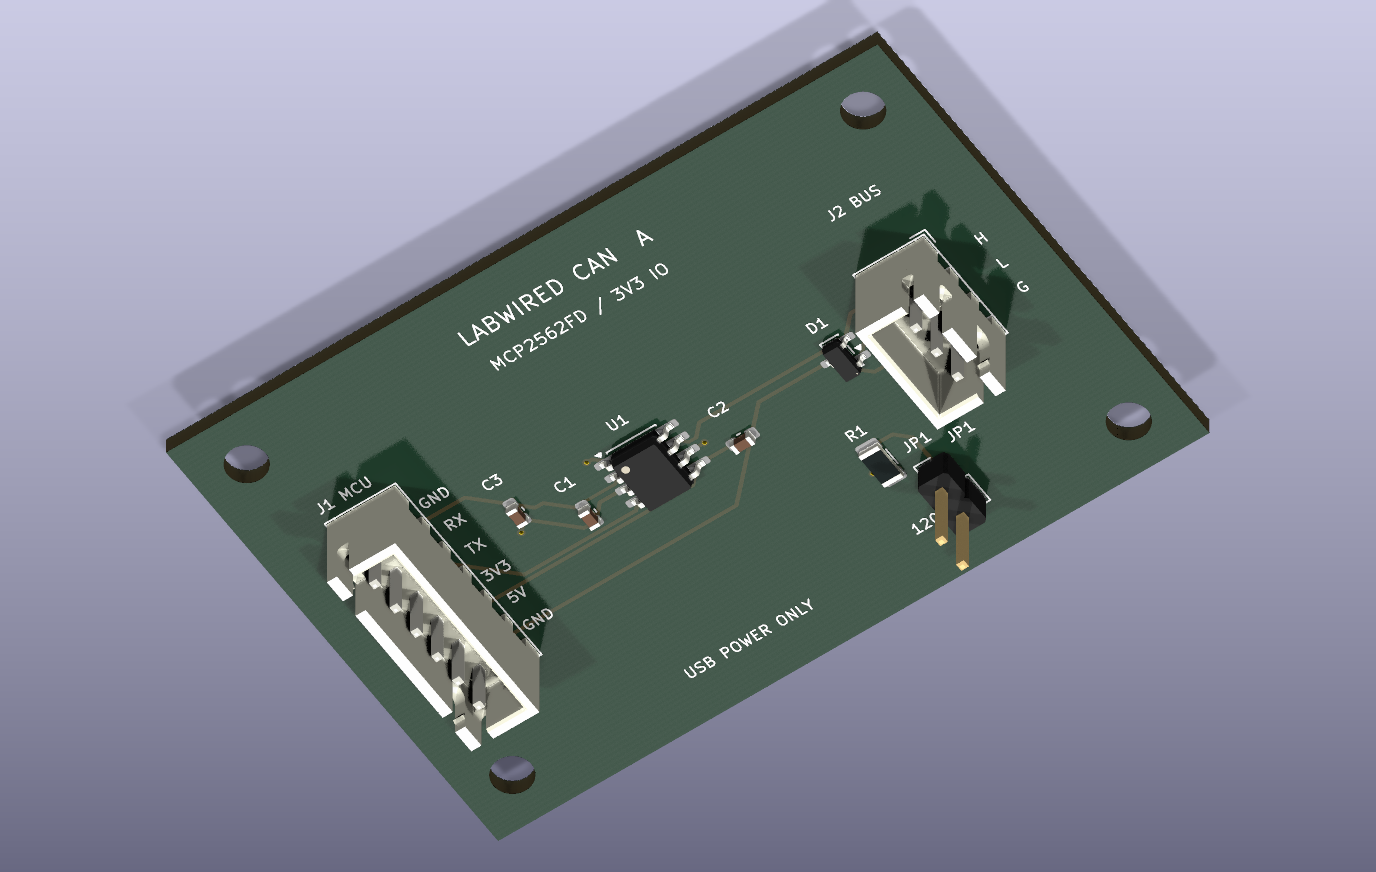 J2 BUS
H
L
G
LABWIRED CAN A
MCP2562FD / 3V3 IO
D1
C2
U1
R1
JP1
JP1
C3
C1
J1 MCU
GND
RX
TX
3V3
5V
GND
USB POWER ONLY